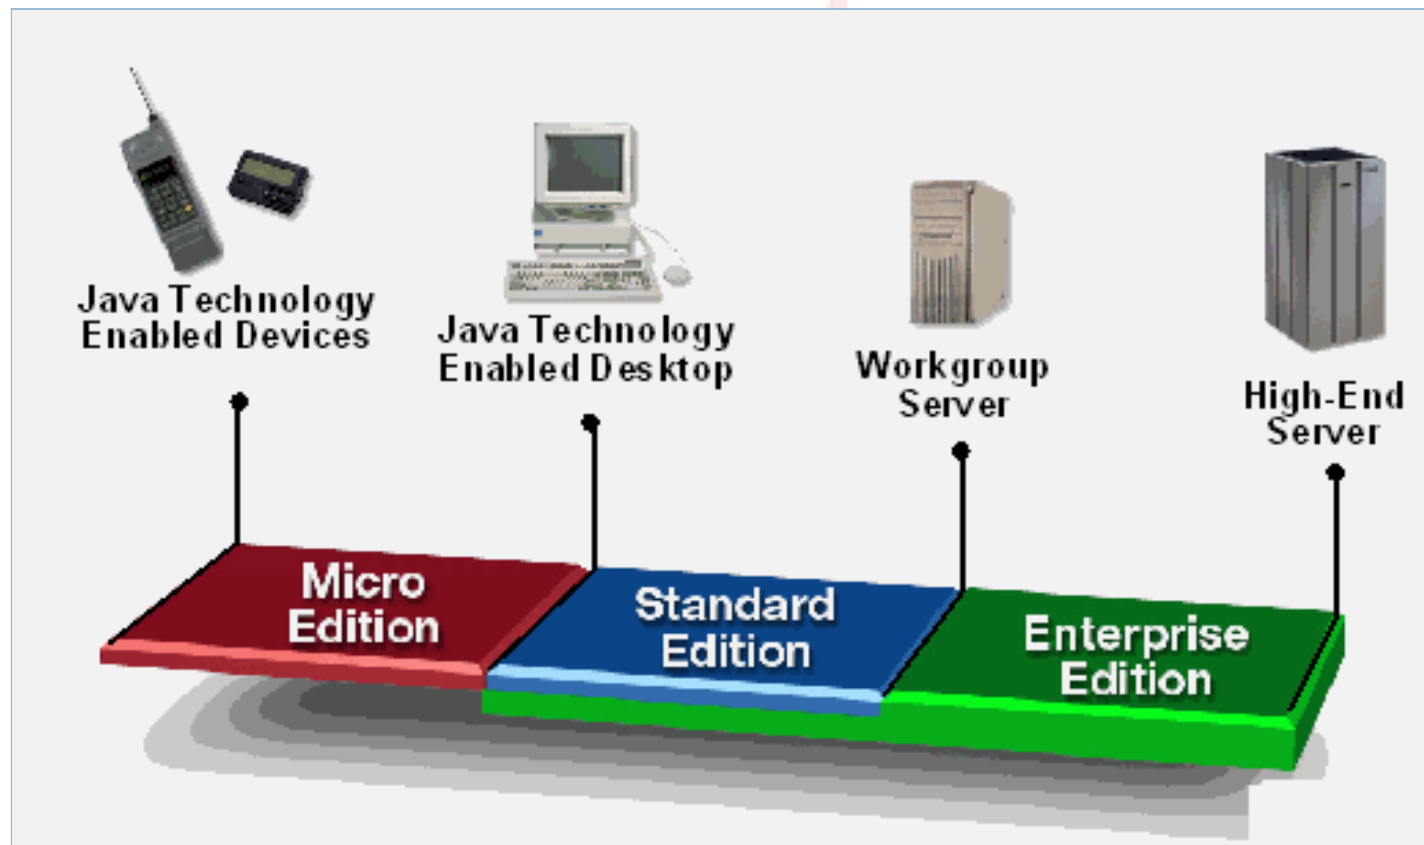 Java Technology
Enabled Devices
Java Technology
Enabled Desktop
Workgroup
Server
High-End
Server
Micro
Edition
Standard
Edition
Enterprise
Edition